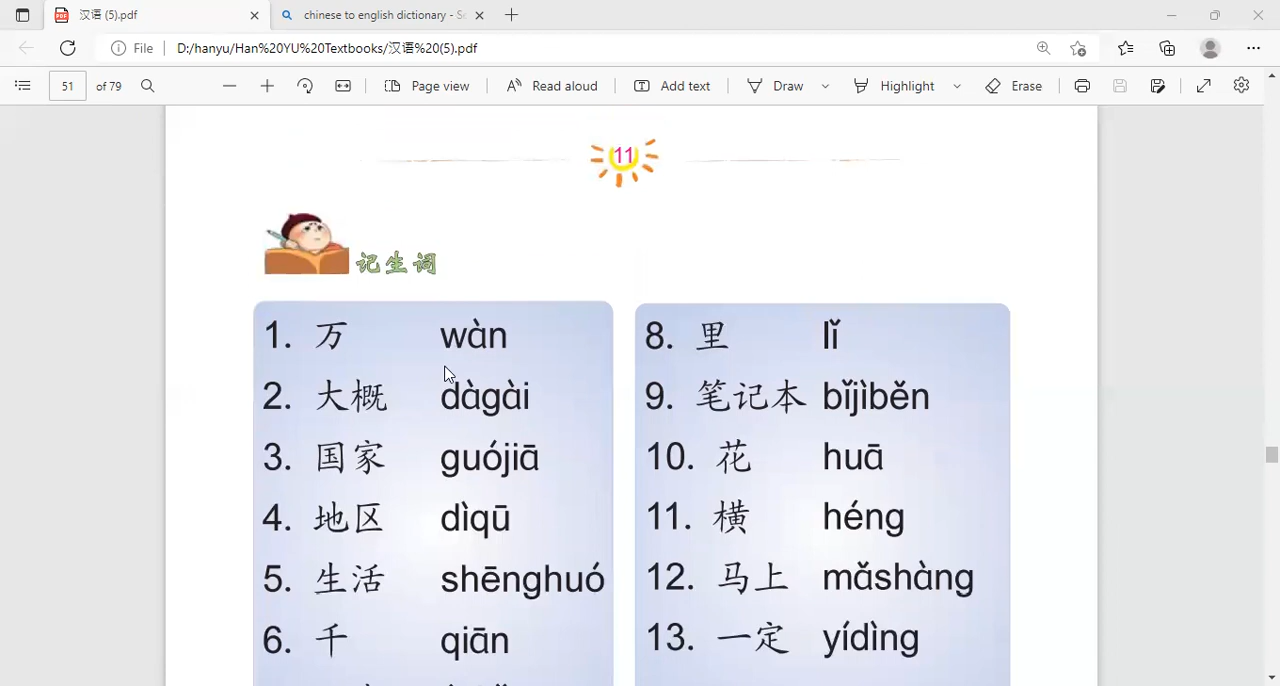 汉语 (5).pdf
chinese to english dictionary - Se
File
D:/hanyu/Han%20YU%20Textbooks/汉语%20(5).pdf
51 of 79
Page view
Read aloud
Add text
Draw
Highlight
Erase
11
记生词
1. 万 wàn
2. 大概 dàgài
3. 国家 guójiā
4. 地区 dìqū
5. 生活 shēnghuó
6. 千 qiān
8. 里 lǐ
9. 笔记本 bǐjìběn
10. 花 huā
11. 横 héng
12. 马上 mǎshàng
13. 一定 yídìng